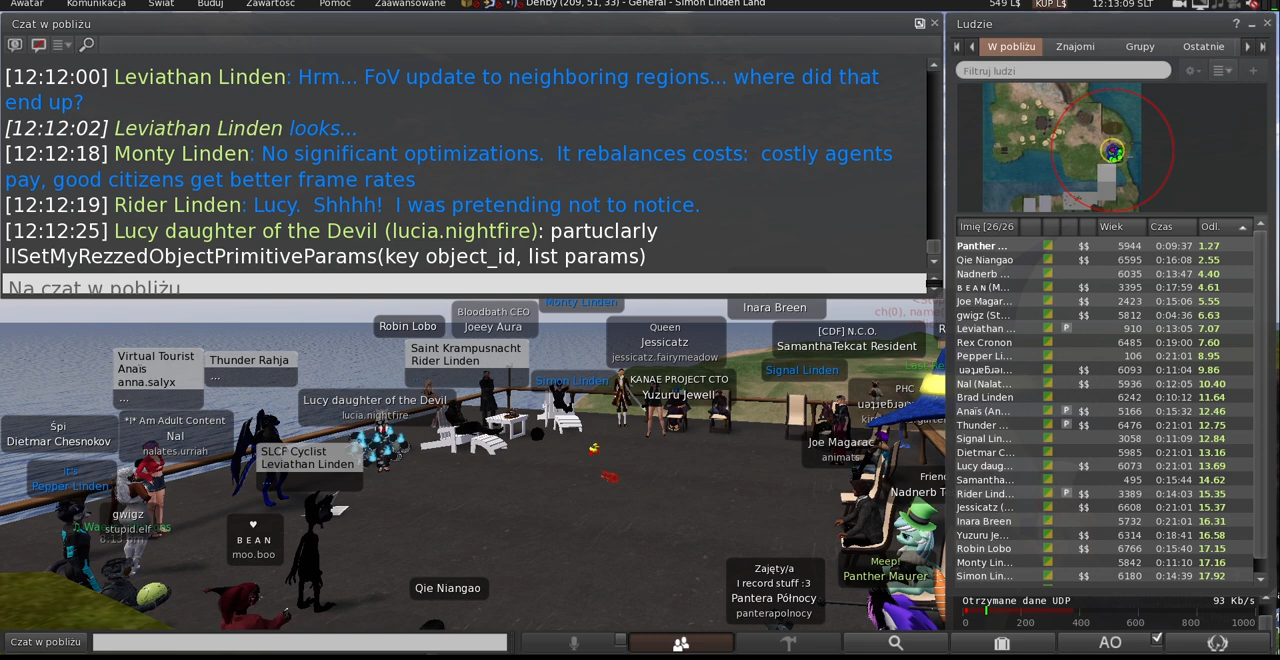 Awatar Komunikacja Świat Buduj Zawartość Pomoc Zaawansowane Denby (209, 51, 33) - General - Simon Linden Land 549 L$ KUP L$ 12:13:09 SLT
Czat w pobliżu
[12:12:00] Leviathan Linden: Hrm... FoV update to neighboring regions... where did that
end up?
[12:12:02] Leviathan Linden looks...
[12:12:18] Monty Linden: No significant optimizations. It rebalances costs: costly agents
pay, good citizens get better frame rates
[12:12:19] Rider Linden: Lucy. Shhhh! I was pretending not to notice.
[12:12:25] Lucy daughter of the Devil (lucia.nightfire): partuclarly
llSetMyRezzedObjectPrimitiveParams(key object_id, list params)
Na czat w pobliżu
Monty Linden
Inara Breen
ch(0), name(
Bloodbath CEO
Joeey Aura
Robin Lobo
Queen
Jessicatz
jessicatz.fairymeadow
[CDF] N.C.O.
SamanthaTekcat Resident
Saint Krampusnacht
Rider Linden
...
Virtual Tourist
Anaïs
anna.salyx
...
Thunder Rahja
...
Signal Linden
Simon Linden
KANAE PROJECT CTO
Yuzuru Jewell
PHC
Lucy daughter of the Devil
lucia.nightfire
Śpi
Dietmar Chesnokov
*!* Am Adult Content
Nal
nalates.urriah
Joe Magarac
animats
SLCF Cyclist
Leviathan Linden
...
It's
Pepper Linden
Friend
Nadnerb T
gwigz
stupid.elf
8:13 pm
♥
B E A N
moo.boo
Meep!
Panther Maurer
Zajęty/a
I record stuff :3
Pantera Północy
panterapolnocy
Qie Niangao
Czat w pobliżu
Ludzie
? _ ×
W pobliżu Znajomi Grupy Ostatnie
Filtruj ludzi
Imię [26/26 Wiek Czas Odl.
Panther ... $$ 5944 0:09:37 1.27
Qie Niangao $$ 6595 0:16:08 2.55
Nadnerb ... 6035 0:13:47 4.40
B E A N (M... $$ 3395 0:17:59 4.61
Joe Magar... $$ 2423 0:15:06 5.55
gwigz (St... $$ 5812 0:04:36 6.63
Leviathan ... P 910 0:13:05 7.07
Rex Cronon 6485 0:19:00 7.60
Pepper Li... 106 0:21:01 8.95
$$ 6093 0:11:04 9.86
Nal (Nalat... $$ 5936 0:12:05 10.40
Brad Linden 6242 0:10:12 11.64
Anaïs (An... P $$ 5166 0:15:32 12.46
Thunder ... P $$ 6476 0:21:01 12.75
Signal Lin... 3058 0:11:09 12.84
Dietmar C... 5985 0:21:01 13.16
Lucy daug... $$ 6073 0:21:01 13.69
Samantha... 495 0:15:44 14.62
Rider Lind... P $$ 3389 0:14:03 15.35
Jessicatz (... $$ 6608 0:21:01 15.37
Inara Breen 5732 0:21:01 16.31
Yuzuru Je... $$ 6314 0:18:41 16.58
Robin Lobo $$ 6766 0:15:40 17.15
Monty Lin... 5842 0:11:10 17.16
Simon Lin... $$ 6180 0:14:39 17.92
Otrzymane dane UDP 93 Kb/s
0 200 400 600 800 1000
AO